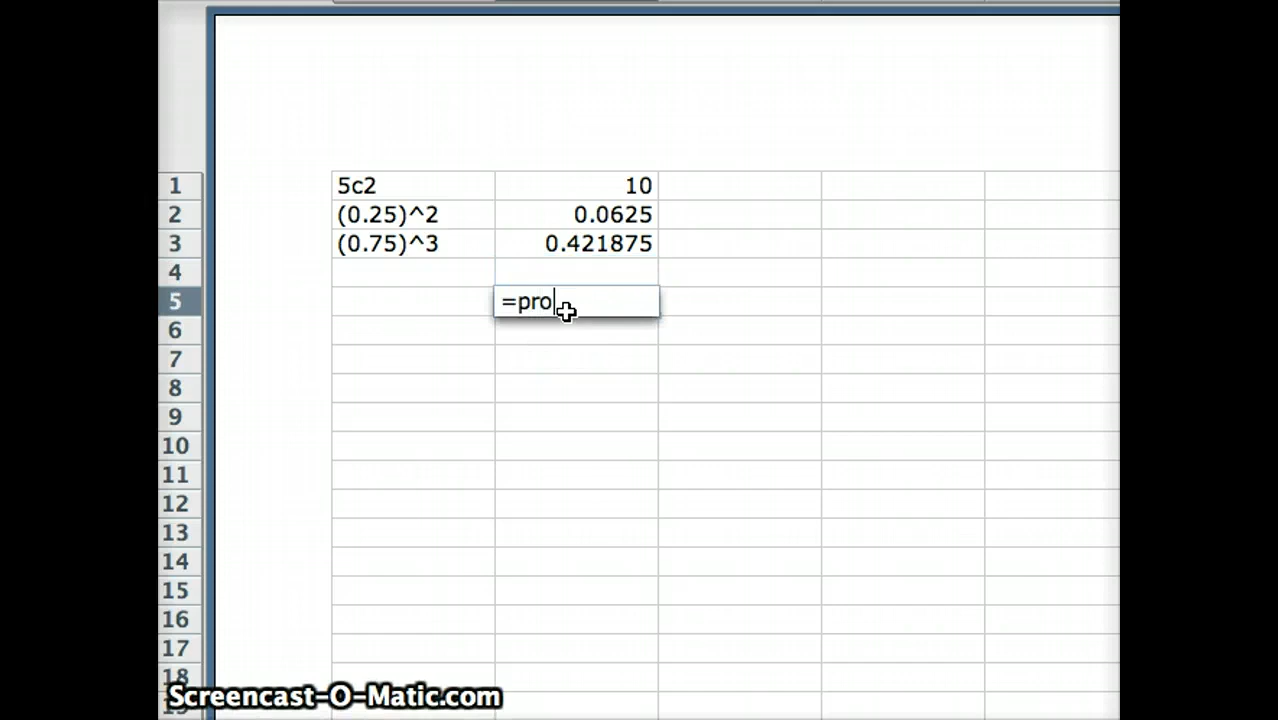 1 5c2 10
2 (0.25)^2 0.0625
3 (0.75)^3 0.421875
4
5 =pro
6
7
8
9
10
11
12
13
14
15
16
17
18
Screencast-O-Matic.com